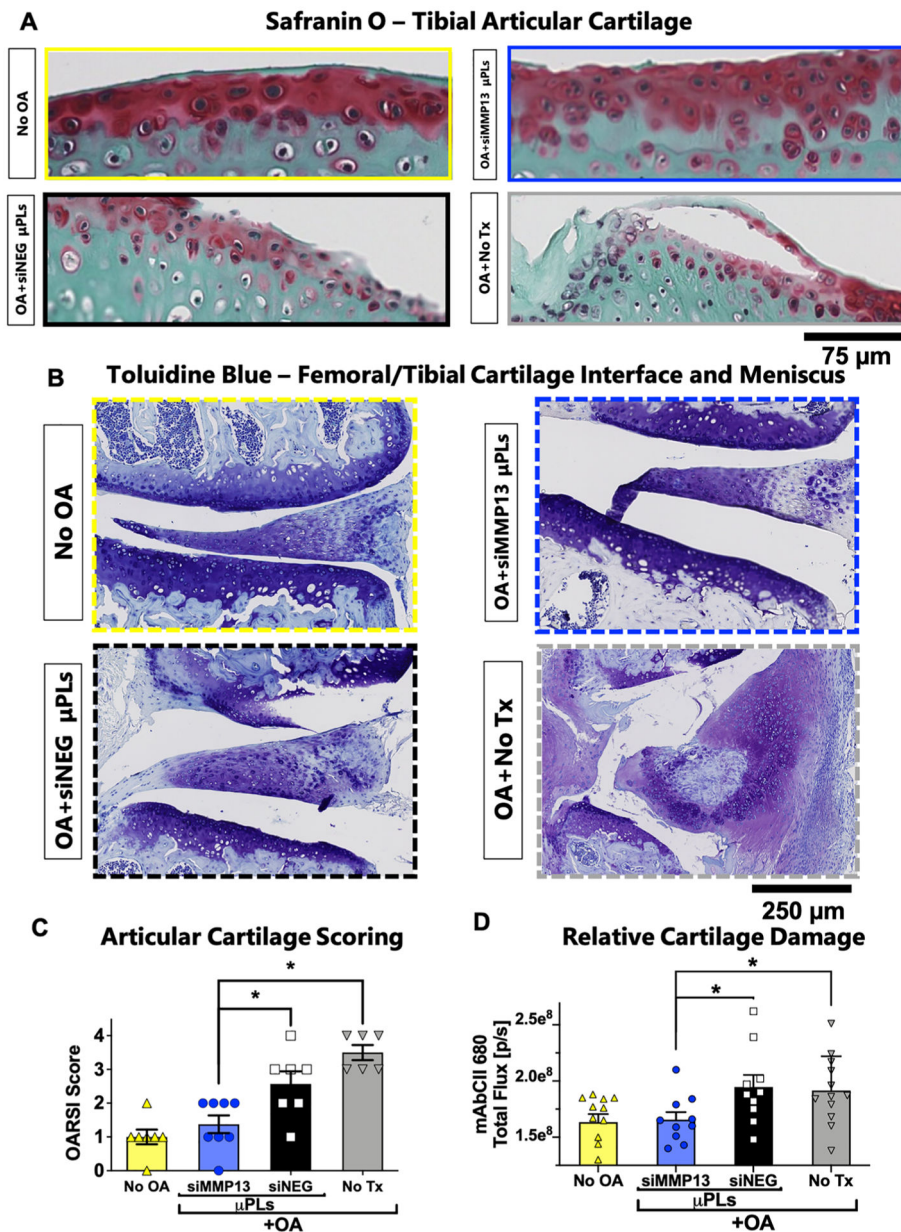 A
Safranin O – Tibial Articular Cartilage
No OA
OA+siMMP13 µPLs
OA+siNEG µPLs
OA+No Tx
75 µm
B
Toluidine Blue – Femoral/Tibial Cartilage Interface and Meniscus
No OA
OA+siMMP13 µPLs
OA+siNEG µPLs
OA+No Tx
250 µm
C
Articular Cartilage Scoring
*
*
OARSI Score
4
3
2
1
0
No OA
siMMP13
siNEG
No Tx
µPLs
+OA
D
Relative Cartilage Damage
*
*
mAbCII 680
Total Flux [p/s]
2.5e⁸
2.0e⁸
1.5e⁸
No OA
siMMP13
siNEG
No Tx
µPLs
+OA